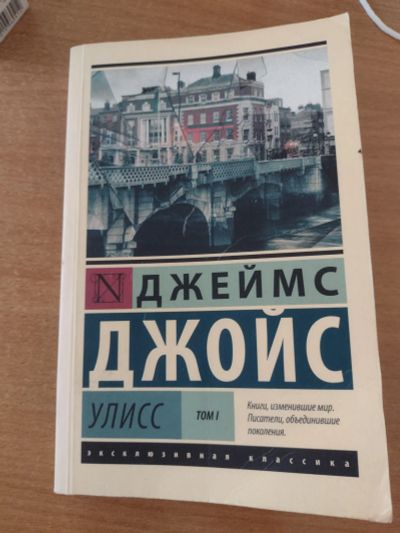 N
ДЖЕЙМС
ДЖОЙС
УЛИСС
ТОМ I
Книги, изменившие мир.
Писатели, объединившие
поколения.
эксклюзивная классика